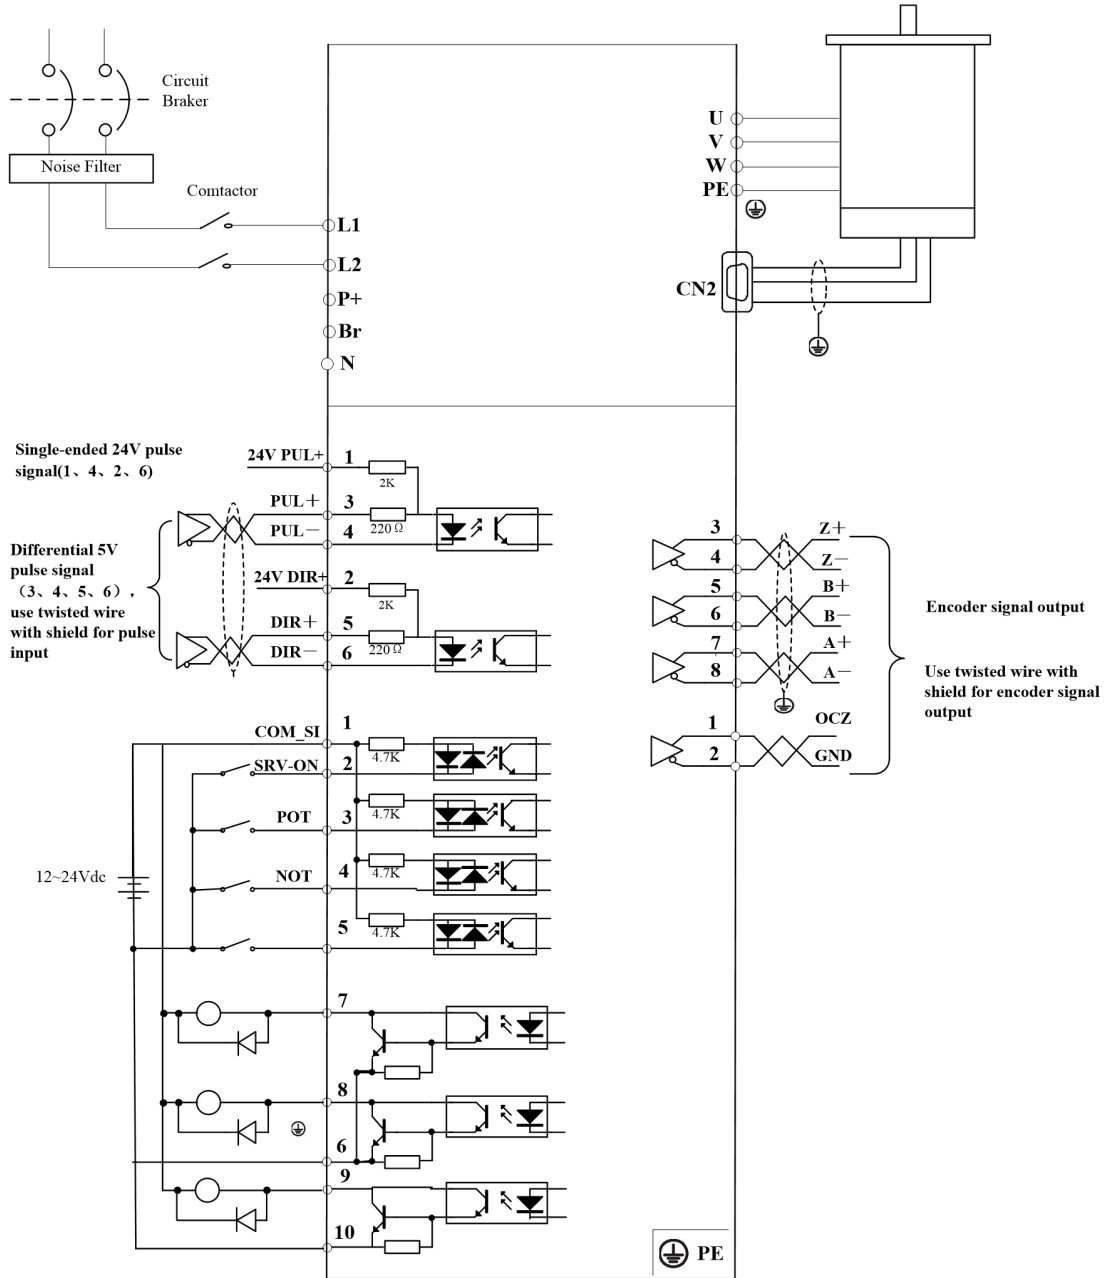 Circuit
Braker
Noise Filter
Comtactor
L1
L2
P+
Br
N
U
V
W
PE
CN2
Single-ended 24V pulse
signal(1、4、2、6)
24V PUL+
1
2K
PUL+
3
220Ω
PUL−
4
Differential 5V
pulse signal
（3、4、5、6），
use twisted wire
with shield for pulse
input
24V DIR+
2
2K
DIR+
5
220Ω
DIR−
6
3
Z+
4
Z−
5
B+
6
B−
7
A+
8
A−
1
OCZ
2
GND
Encoder signal output
Use twisted wire with
shield for encoder signal
output
COM_SI
1
4.7K
SRV-ON
2
POT
3
4.7K
NOT
4
4.7K
5
4.7K
12~24Vdc
7
8
6
9
10
PE